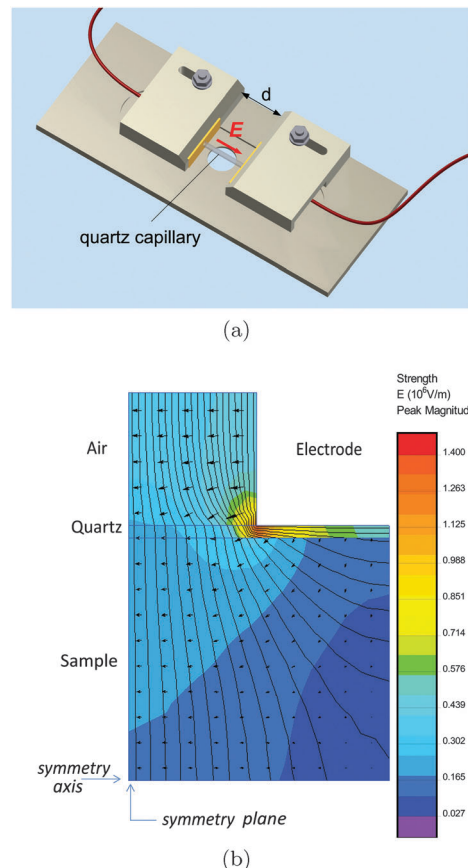 d
E
quartz capillary
(a)
Strength
E (10⁶V/m)
Peak Magnitud
Air
Electrode
1.400
1.263
1.126
Quartz
0.988
0.851
0.714
Sample
0.576
0.439
0.302
symmetry
axis
0.165
symmetry plane
0.027
(b)